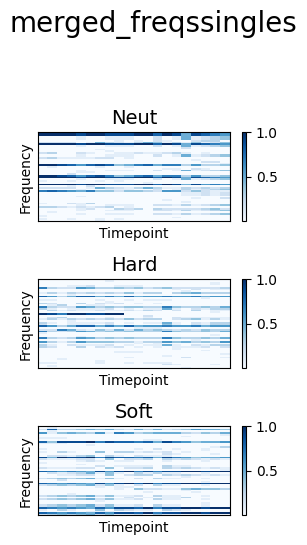 merged_freqssingles
Neut
1.0
0.5
Frequency
Timepoint
Hard
1.0
0.5
Frequency
Timepoint
Soft
1.0
0.5
Frequency
Timepoint